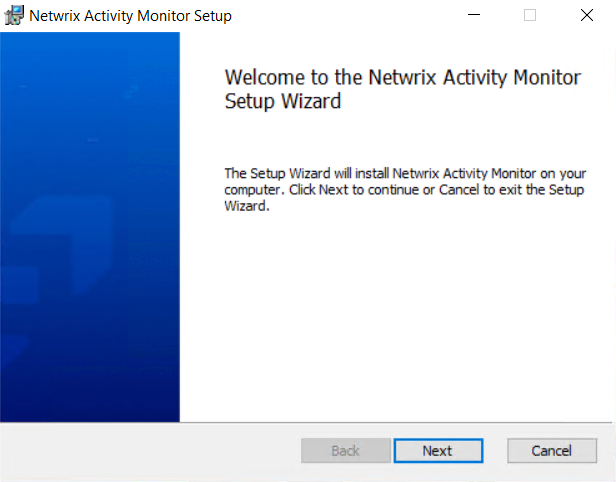 Netwrix Activity Monitor Setup
Welcome to the Netwrix Activity Monitor
Setup Wizard
The Setup Wizard will install Netwrix Activity Monitor on your
computer. Click Next to continue or Cancel to exit the Setup
Wizard.
Back
Next
Cancel